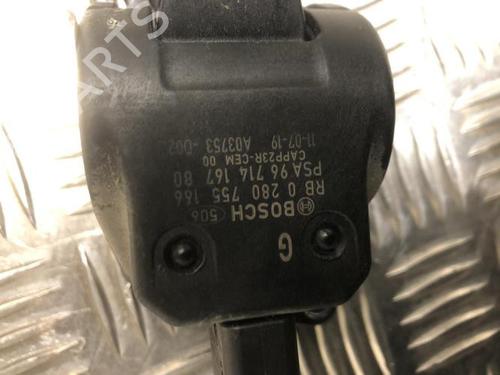 G
BOSCH 506
RB 0 280 755 166
PSA 96 714 167 80
CAPP23R-CEM 00
11-07-19 A03753 -D02